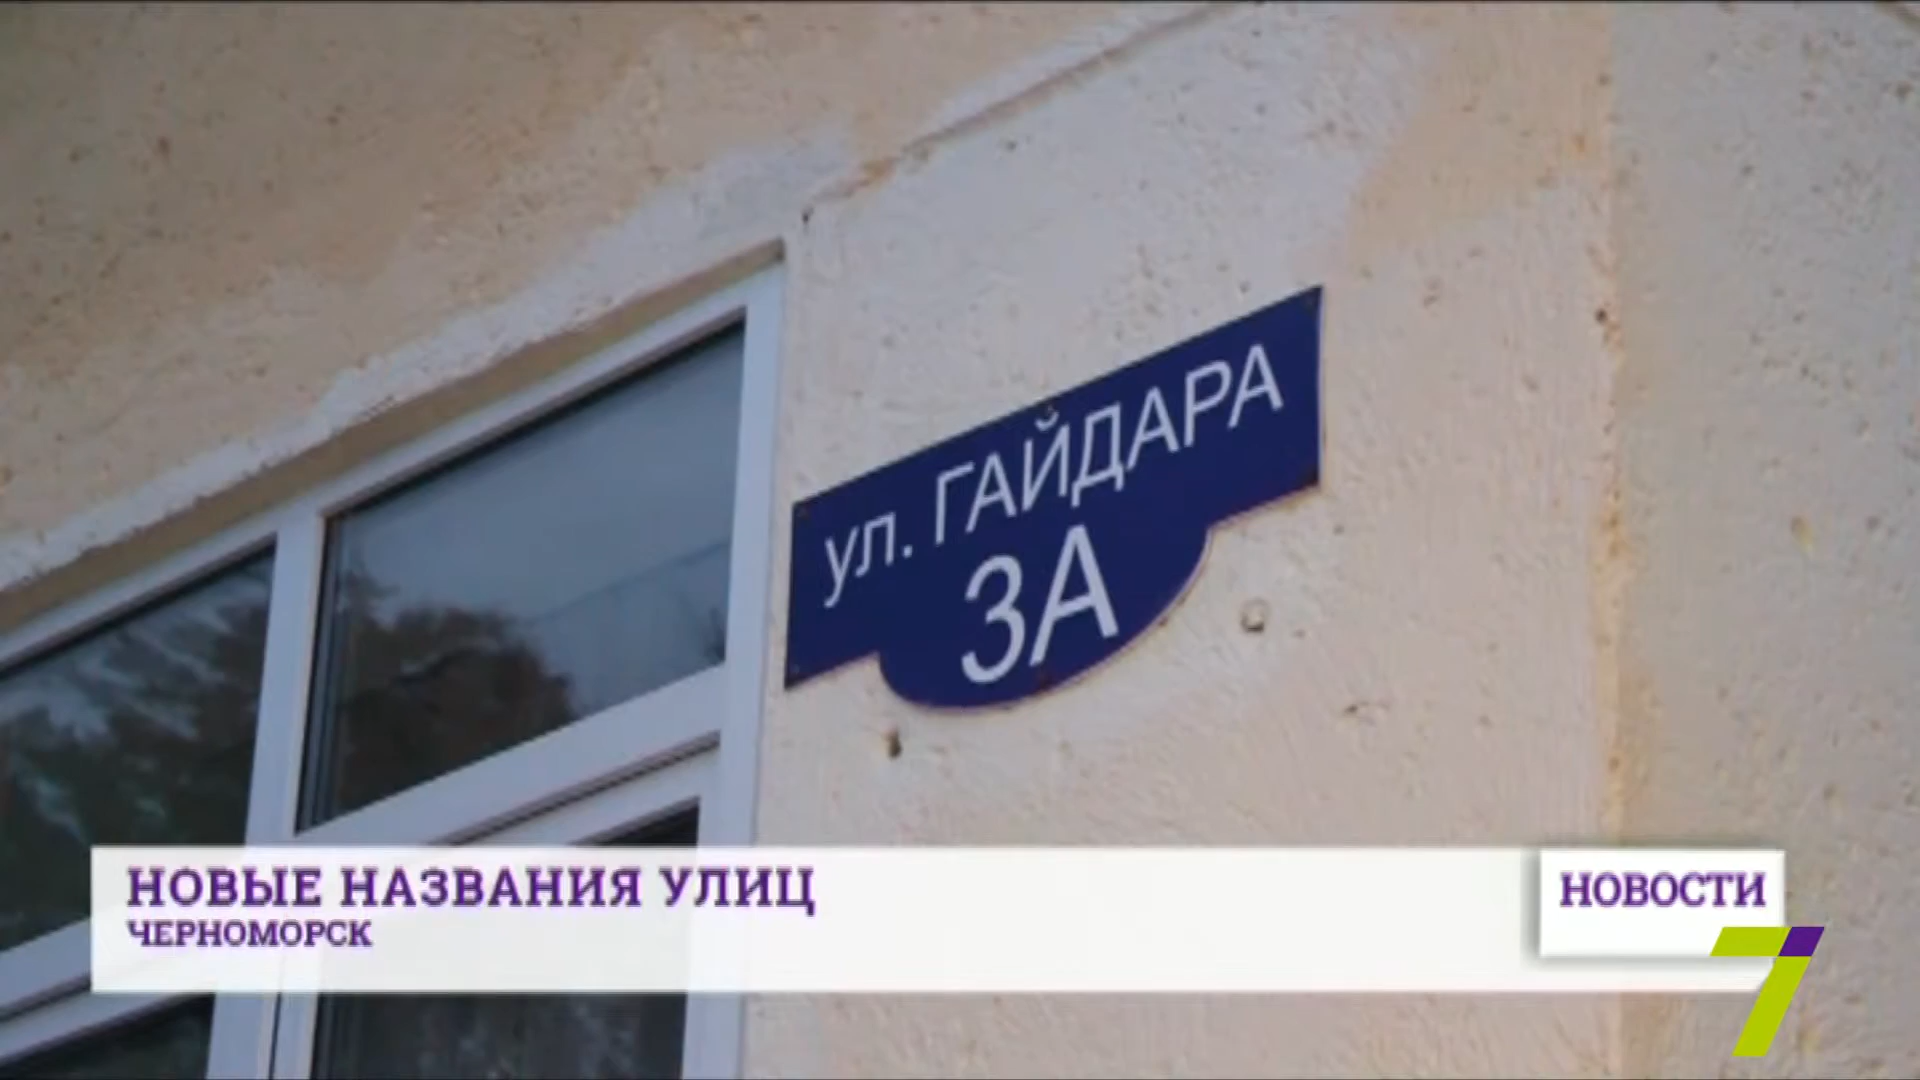 ул. ГАЙДАРА
3А
НОВЫЕ НАЗВАНИЯ УЛИЦ
ЧЕРНОМОРСК
НОВОСТИ
7